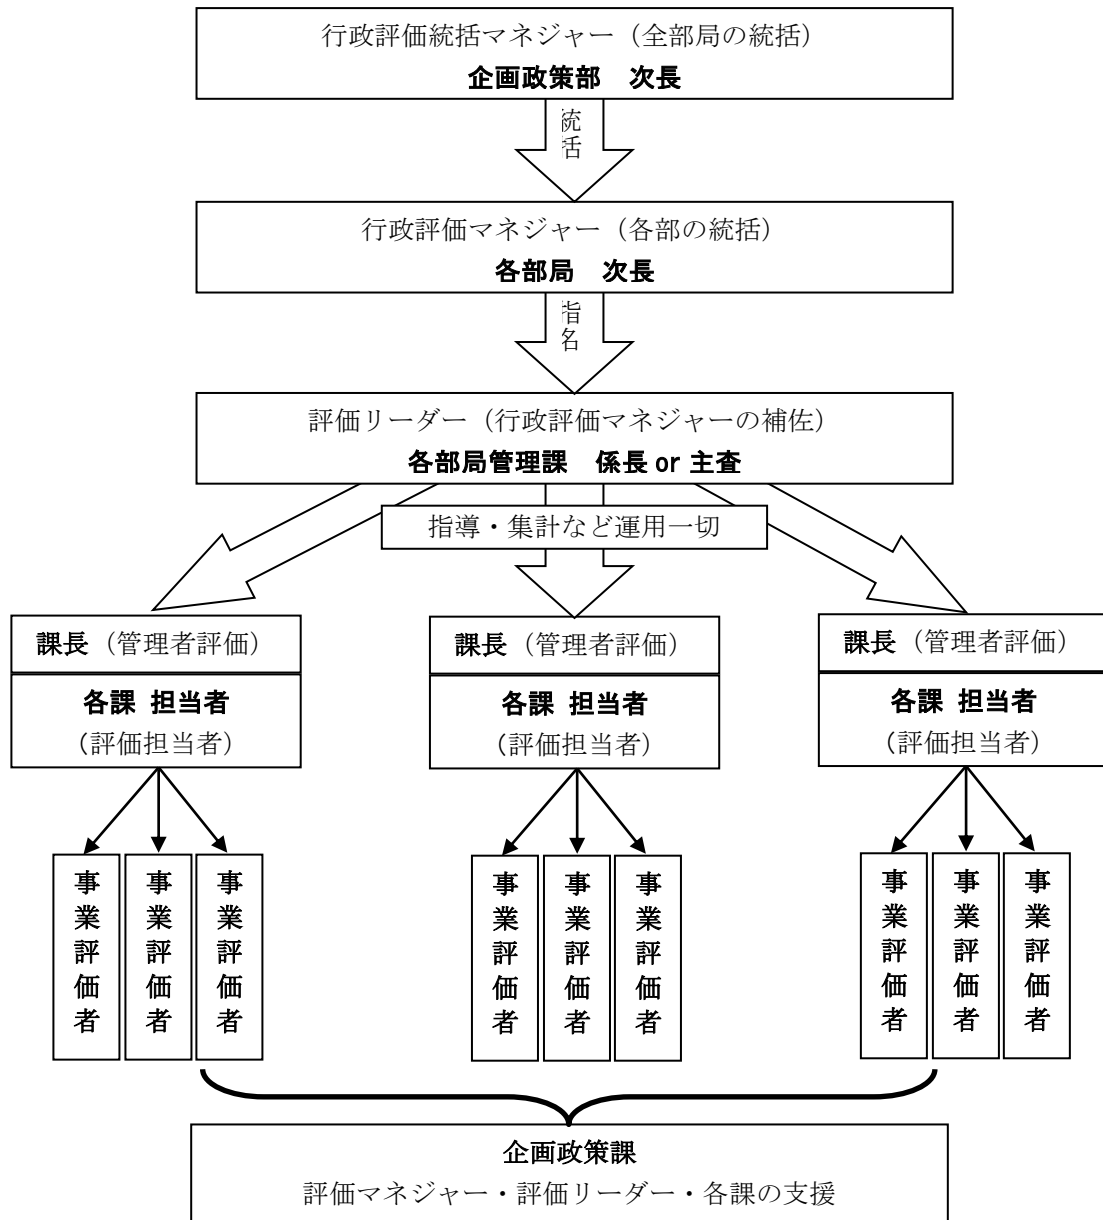 行政評価統括マネジャー（全部局の統括）
企画政策部　次長
統括
行政評価マネジャー（各部の統括）
各部局　次長
指名
評価リーダー（行政評価マネジャーの補佐）
各部局管理課　係長 or 主査
指導・集計など運用一切
課長（管理者評価）
各課 担当者
（評価担当者）
課長（管理者評価）
各課 担当者
（評価担当者）
課長（管理者評価）
各課 担当者
（評価担当者）
事業評価者
事業評価者
事業評価者
事業評価者
事業評価者
事業評価者
事業評価者
事業評価者
事業評価者
企画政策課
評価マネジャー・評価リーダー・各課の支援